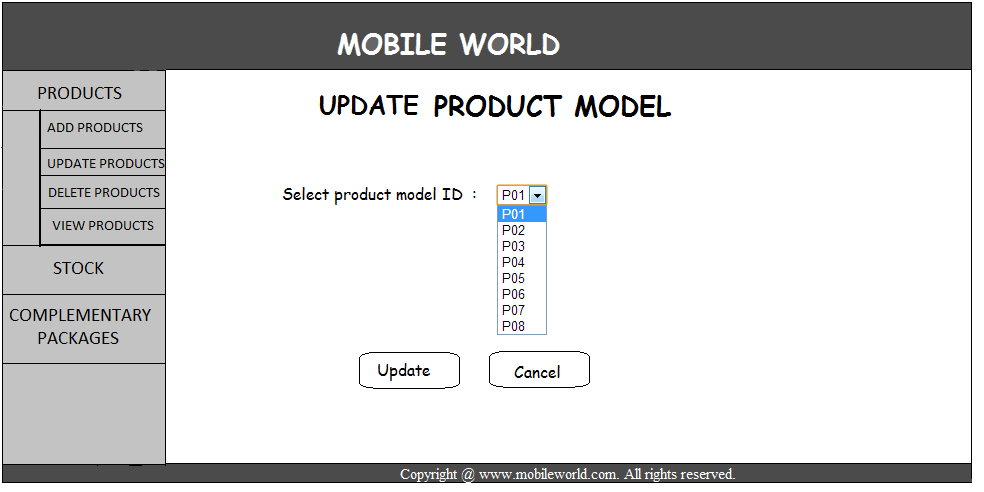 MOBILE WORLD
PRODUCTS
ADD PRODUCTS
UPDATE PRODUCTS
DELETE PRODUCTS
VIEW PRODUCTS
STOCK
COMPLEMENTARY
PACKAGES
UPDATE PRODUCT MODEL
Select product model ID : P01
P01
P02
P03
P04
P05
P06
P07
P08
Update Cancel
Copyright @ www.mobileworld.com. All rights reserved.